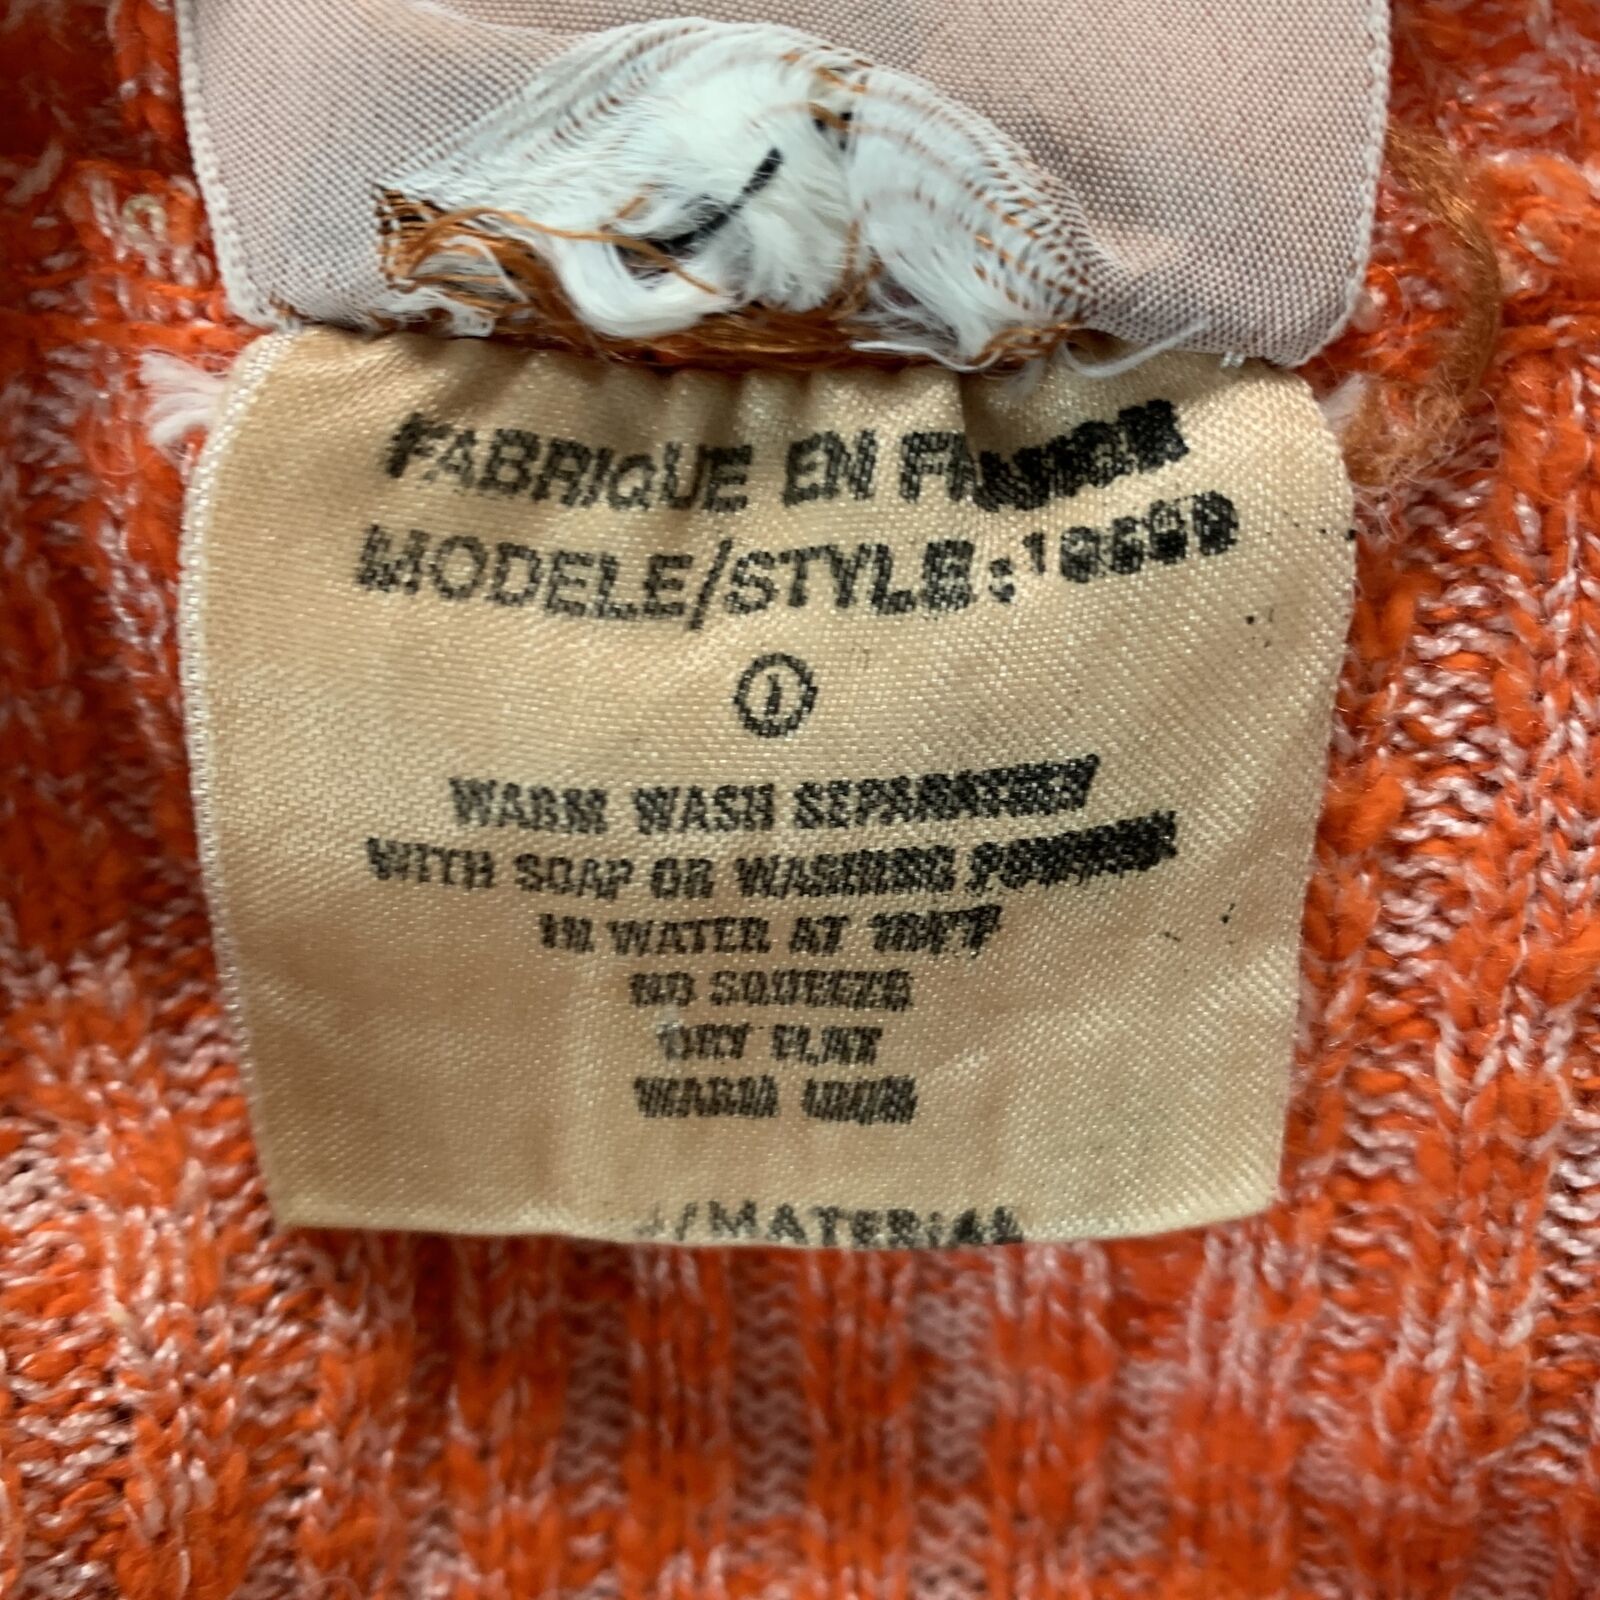 FABRIQUE EN
MODELE/STYLE:
1
WARM WASH SEPARATELY
WITH SOAP OR WASHING POWDER
IN WATER AT
NO SQUEEZE
DRY FLAT
WARM IRON
/MATERIAL